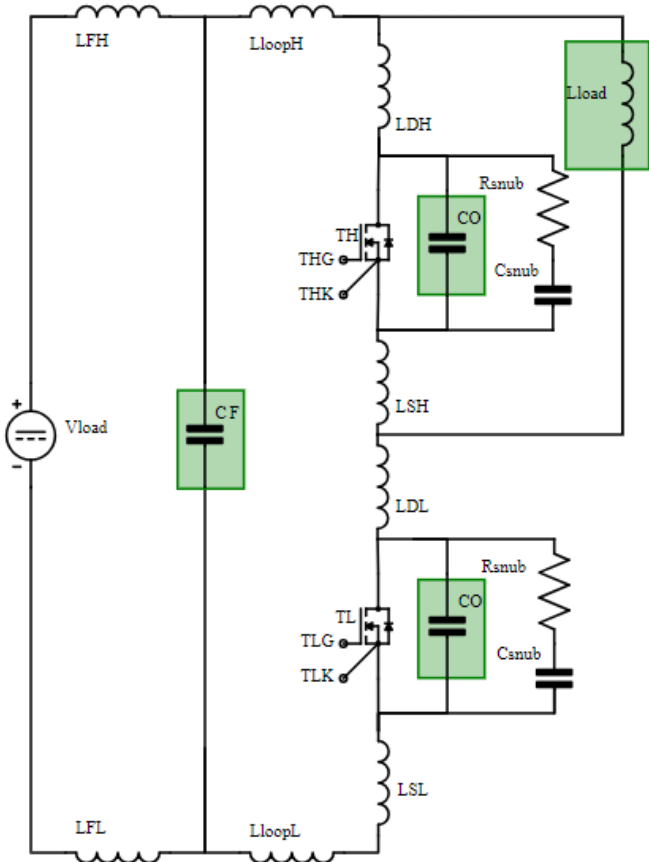 LFH
LloopH
LDH
Lload
Rsnub
TH
CO
THG
Csnub
THK
LSH
+
CF
Vload
-
LDL
Rsnub
TL
CO
TLG
Csnub
TLK
LSL
LFL
LloopL